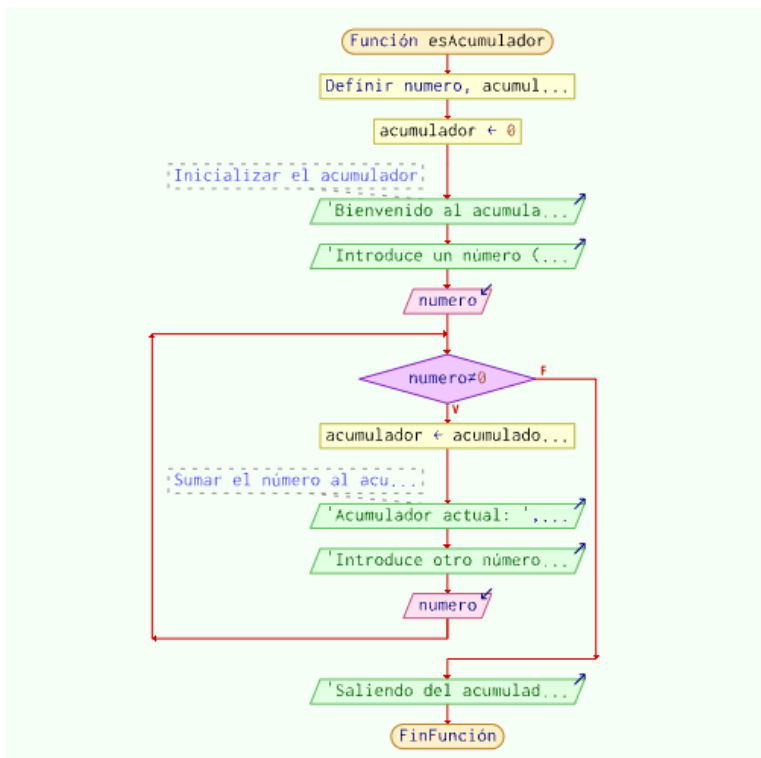 Función esAcumulador
Definir numero, acumul...
acumulador ← 0
Inicializar el acumulador
'Bienvenido al acumula...
'Introduce un número (...
numero
numero≠0
F
V
acumulador ← acumulado...
Sumar el número al acu...
'Acumulador actual: ',...
'Introduce otro número...
numero
'Saliendo del acumulad...
FinFunción